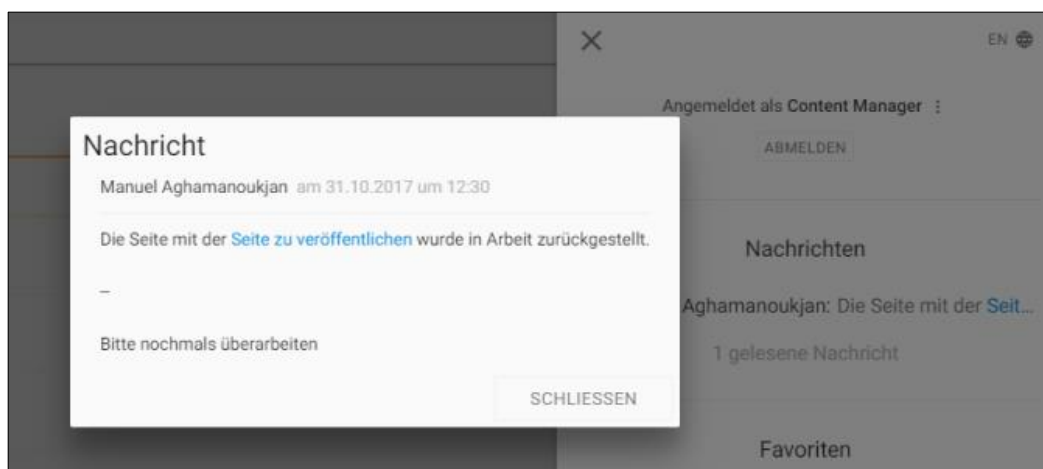 EN
Angemeldet als Content Manager
ABMELDEN
Nachricht
Manuel Aghamanoukjan am 31.10.2017 um 12:30
Die Seite mit der Seite zu veröffentlichen wurde in Arbeit zurückgestellt.
–
Bitte nochmals überarbeiten
SCHLIESSEN
Nachrichten
Aghamanoukjan: Die Seite mit der Seit...
1 gelesene Nachricht
Favoriten